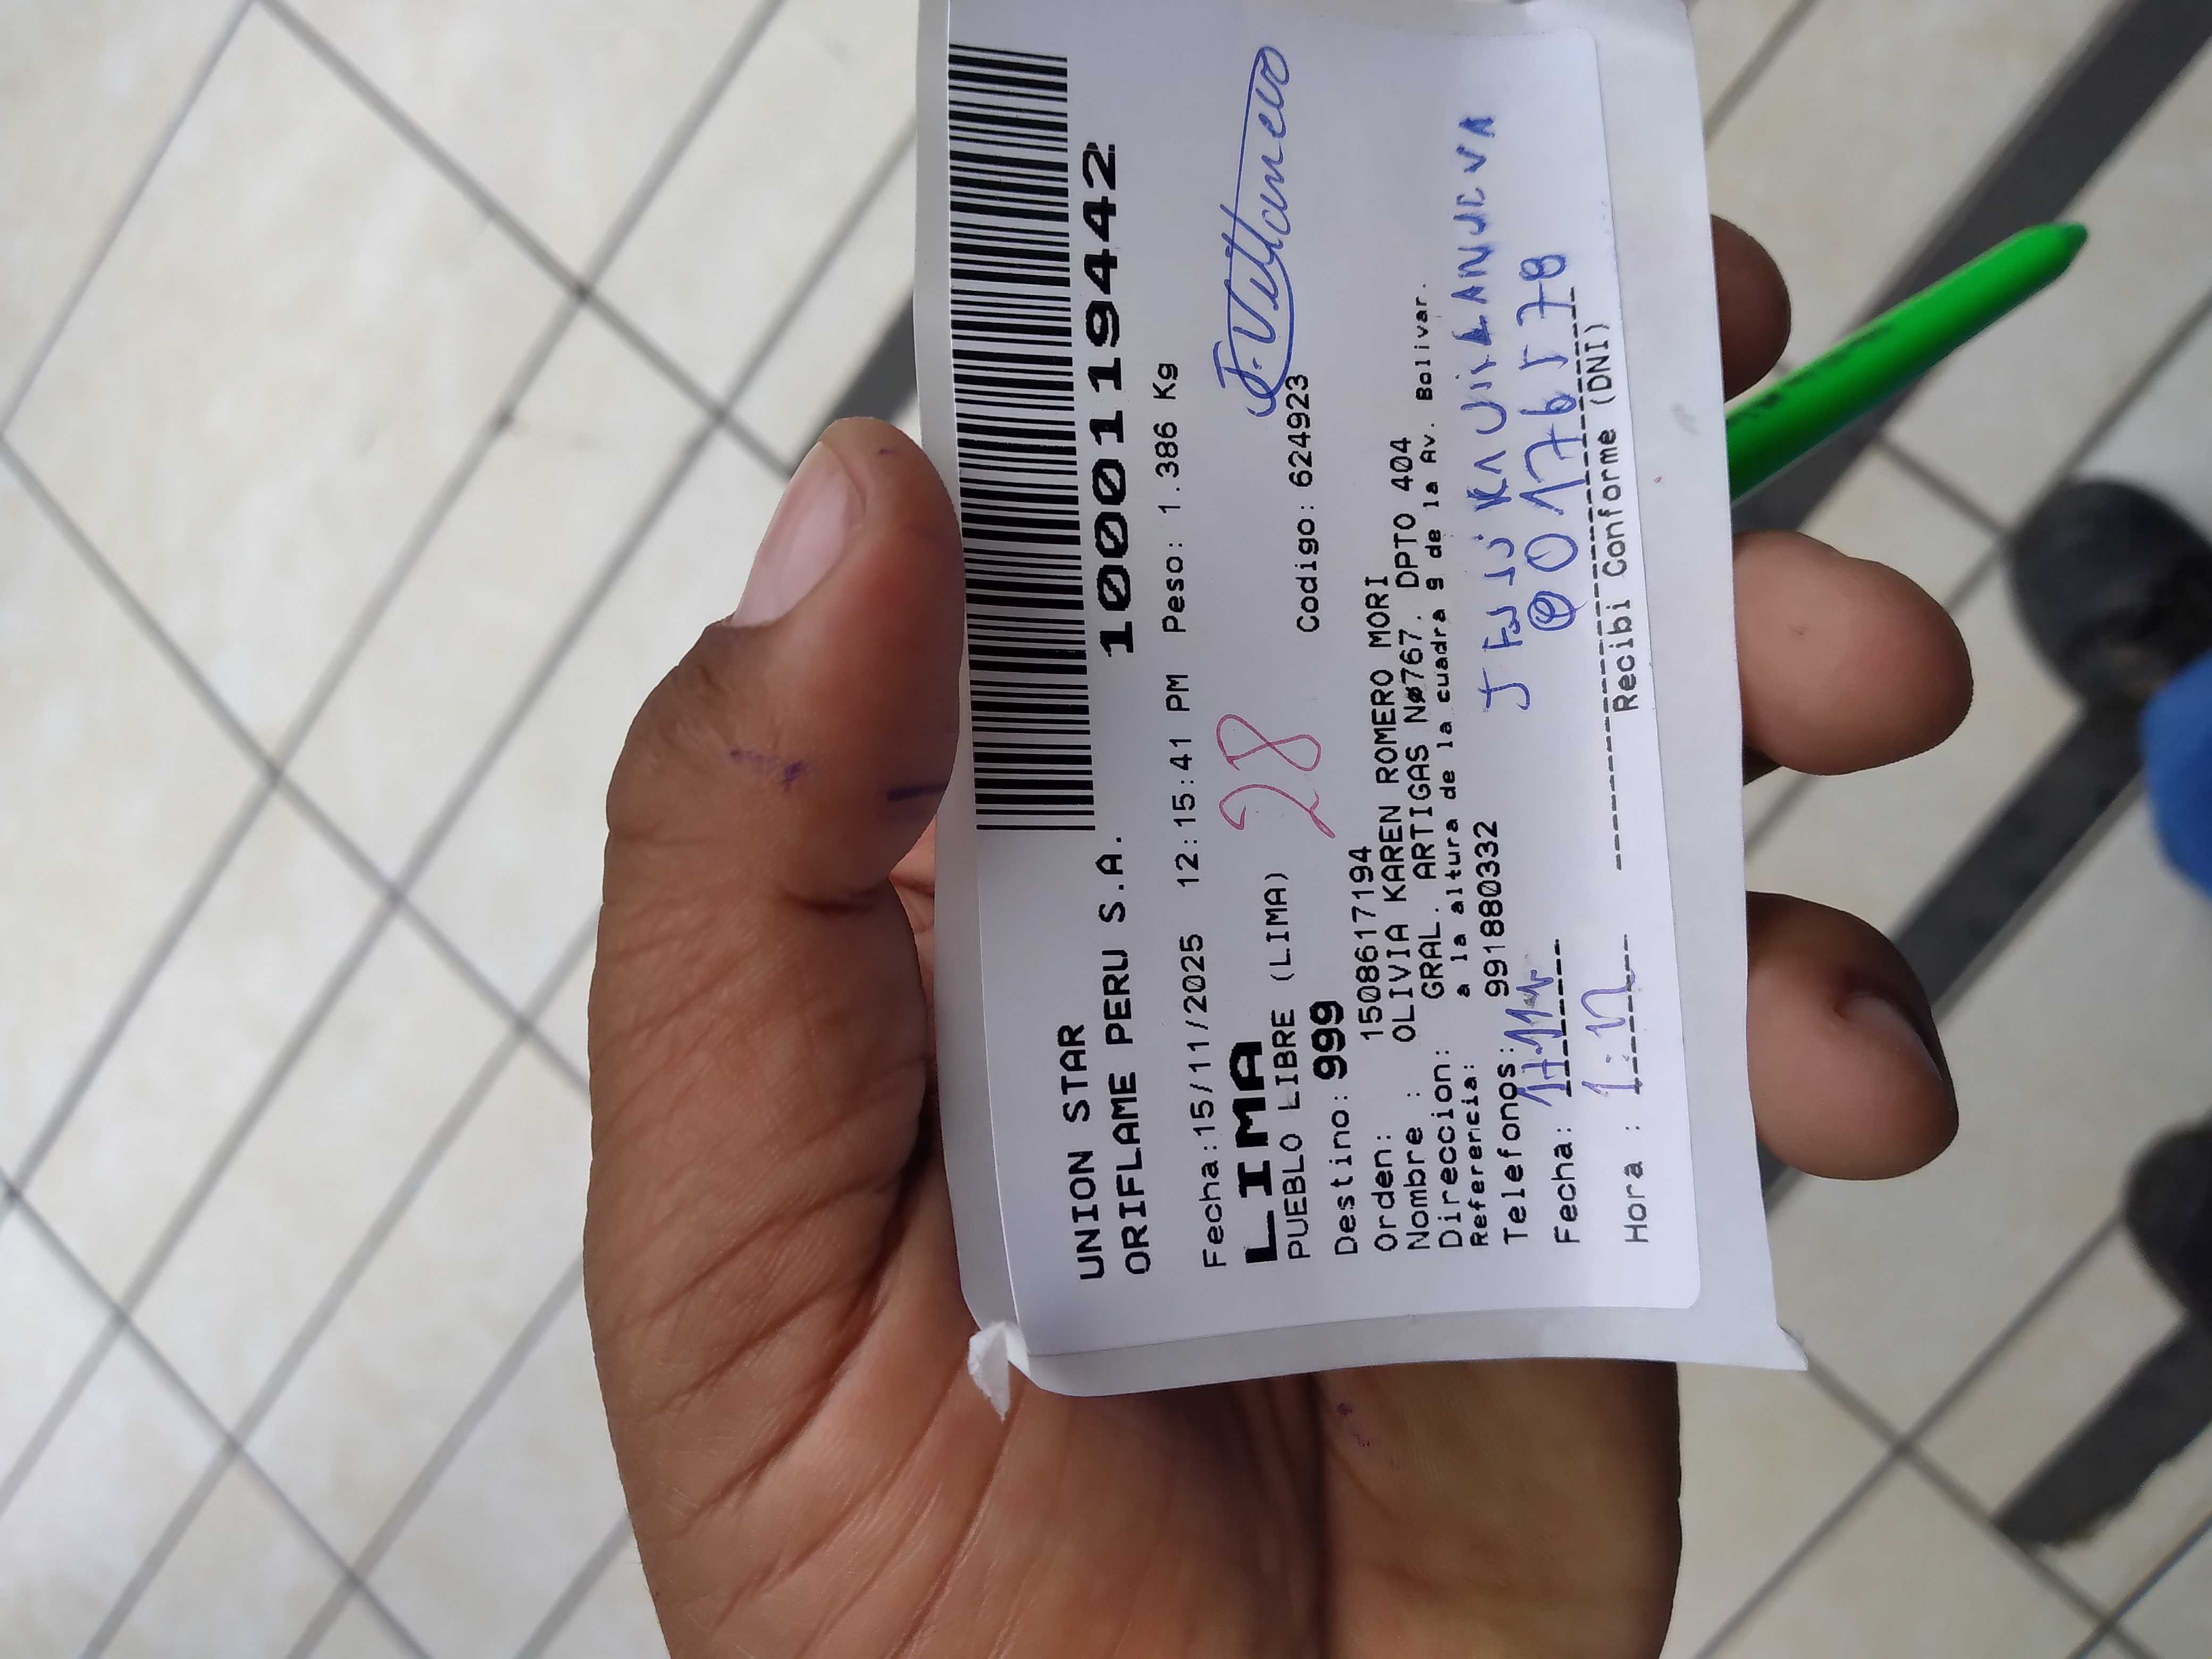 UNION STAR
ORIFLAME PERU S.A. 1000119442
Fecha:15/11/2025 12:15:41 PM Peso: 1.386 Kg
LIMA
PUEBLO LIBRE (LIMA) 28
Destino: 999 Codigo: 624923
Orden: 1508617194
Nombre : OLIVIA KAREN ROMERO MORI
Direccion: GRAL. ARTIGAS Nø767. DPTO 404
Referencia: a la altura de la cuadra 9 de la Av. Bolivar.
Telefonos: 991880332
Fecha:
Hora :
Recibi Conforme (DNI)